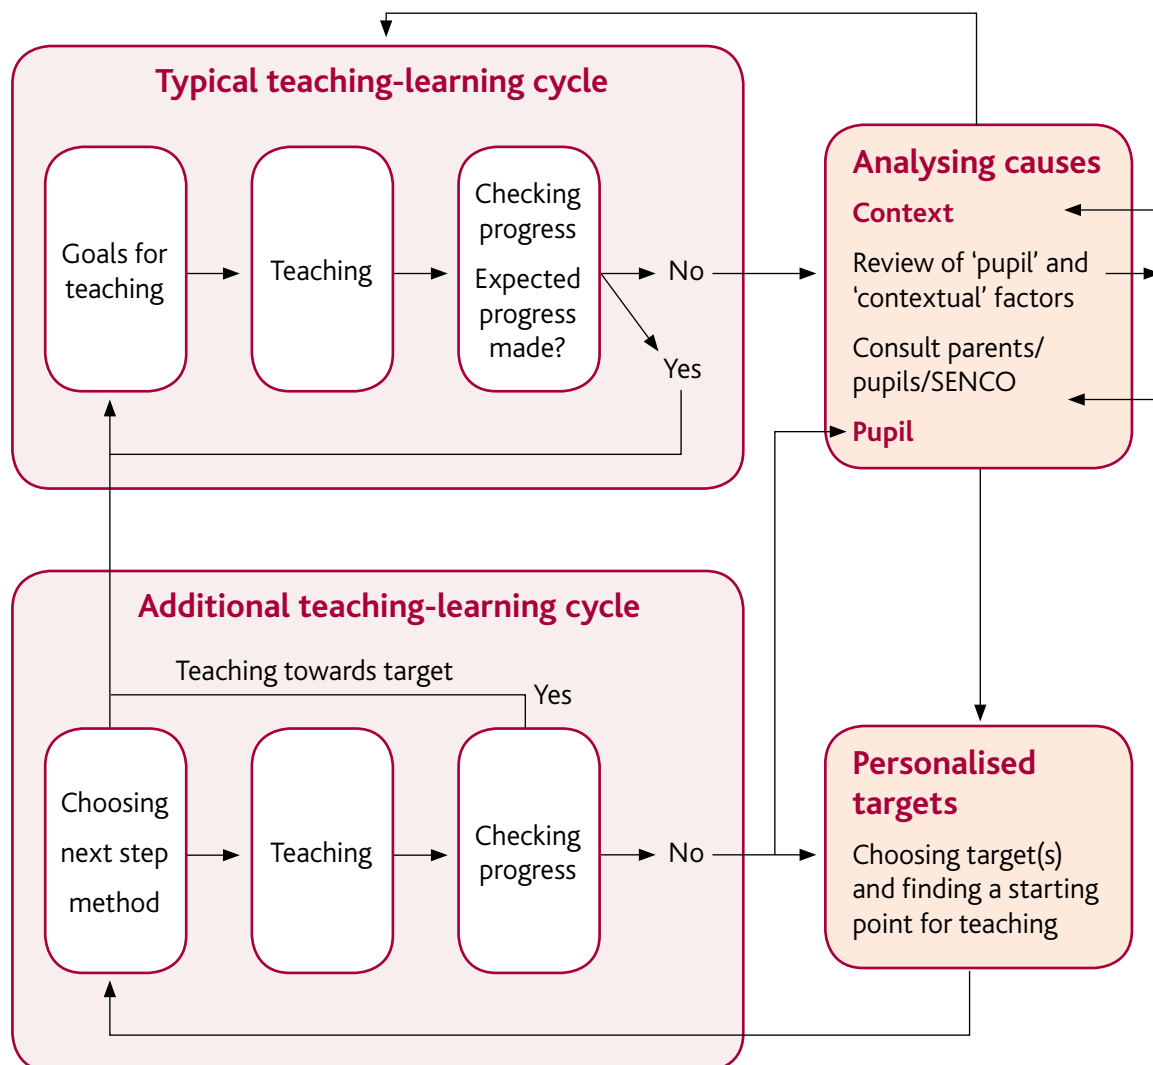 Typical teaching-learning cycle
Goals for
teaching
Teaching
Checking
progress
Expected
progress
made?
No
Yes
Analysing causes
Context
Review of ‘pupil’ and
‘contextual’ factors
Consult parents/
pupils/SENCO
Pupil
Additional teaching-learning cycle
Teaching towards target
Yes
Choosing
next step
method
Teaching
Checking
progress
No
Personalised
targets
Choosing target(s)
and finding a starting
point for teaching